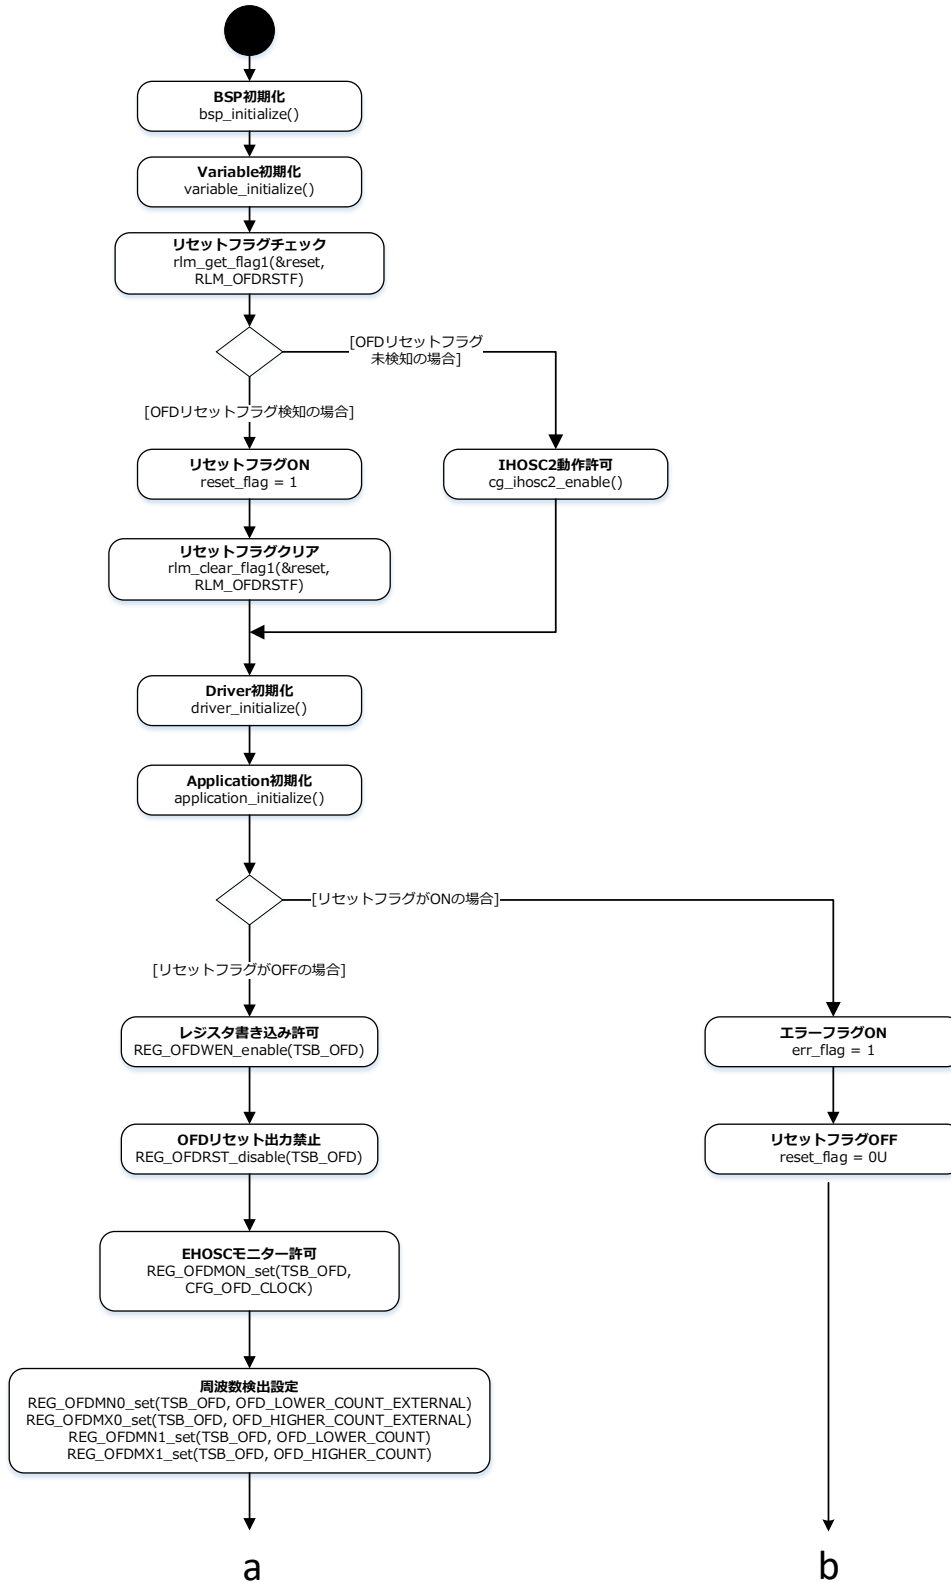 BSP初期化
bsp_initialize()
Variable初期化
variable_initialize()
リセットフラグチェック
rlm_get_flag1(&reset,
RLM_OFDRSTF)
[OFDリセットフラグ
未検知の場合]
[OFDリセットフラグ検知の場合]
リセットフラグON
reset_flag = 1
IHOSC2動作許可
cg_ihosc2_enable()
リセットフラグクリア
rlm_clear_flag1(&reset,
RLM_OFDRSTF)
Driver初期化
driver_initialize()
Application初期化
application_initialize()
[リセットフラグがONの場合]
[リセットフラグがOFFの場合]
レジスタ書き込み許可
REG_OFDWEN_enable(TSB_OFD)
エラーフラグON
err_flag = 1
OFDリセット出力禁止
REG_OFDRST_disable(TSB_OFD)
リセットフラグOFF
reset_flag = 0U
EHOSCモニター許可
REG_OFDMON_set(TSB_OFD,
CFG_OFD_CLOCK)
周波数検出設定
REG_OFDMN0_set(TSB_OFD, OFD_LOWER_COUNT_EXTERNAL)
REG_OFDMX0_set(TSB_OFD, OFD_HIGHER_COUNT_EXTERNAL)
REG_OFDMN1_set(TSB_OFD, OFD_LOWER_COUNT)
REG_OFDMX1_set(TSB_OFD, OFD_HIGHER_COUNT)
a
b